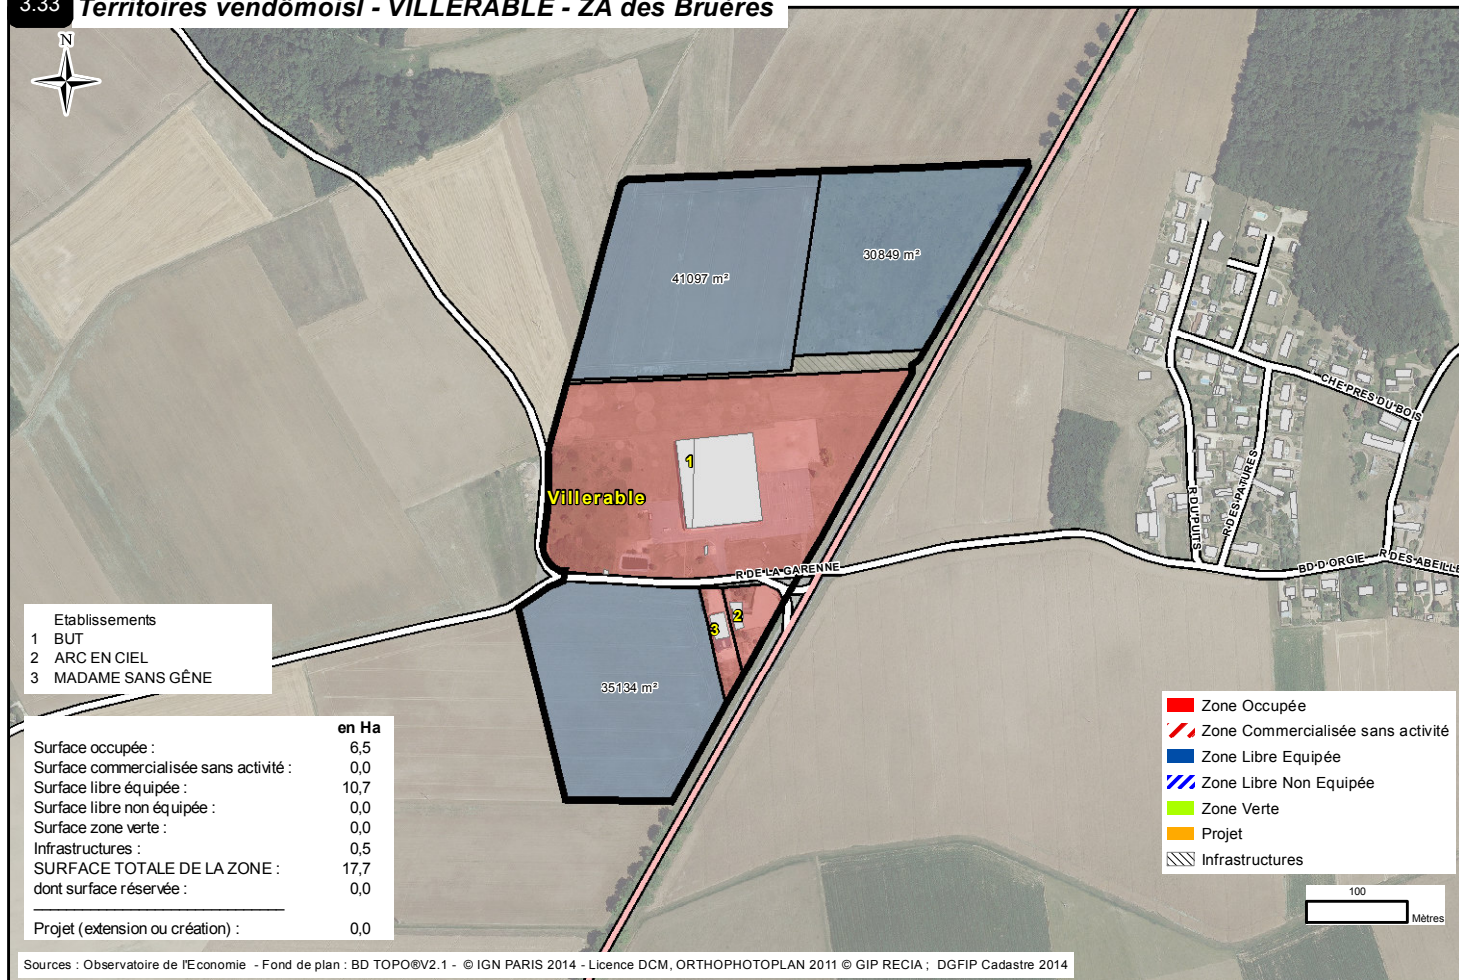 3.33 Territoires vendômoisI - VILLERABLE - ZA des Bruères
N
41097 m²
30849 m²
CHE PRES DU BOIS
1
Villerable
R DU PUITS
R DES PATURES
R DE LA GARENNE
BD D ORGIE
R DES ABEILLE
2
3
35134 m²
Etablissements
1 BUT
2 ARC EN CIEL
3 MADAME SANS GÊNE
en Ha
Surface occupée : 6,5
Surface commercialisée sans activité : 0,0
Surface libre équipée : 10,7
Surface libre non équipée : 0,0
Surface zone verte : 0,0
Infrastructures : 0,5
SURFACE TOTALE DE LA ZONE : 17,7
dont surface réservée : 0,0
Projet (extension ou création) : 0,0
Zone Occupée
Zone Commercialisée sans activité
Zone Libre Equipée
Zone Libre Non Equipée
Zone Verte
Projet
Infrastructures
100
Mètres
Sources : Observatoire de l'Economie - Fond de plan : BD TOPO®V2.1 - © IGN PARIS 2014 - Licence DCM, ORTHOPHOTOPLAN 2011 © GIP RECIA ; DGFIP Cadastre 2014